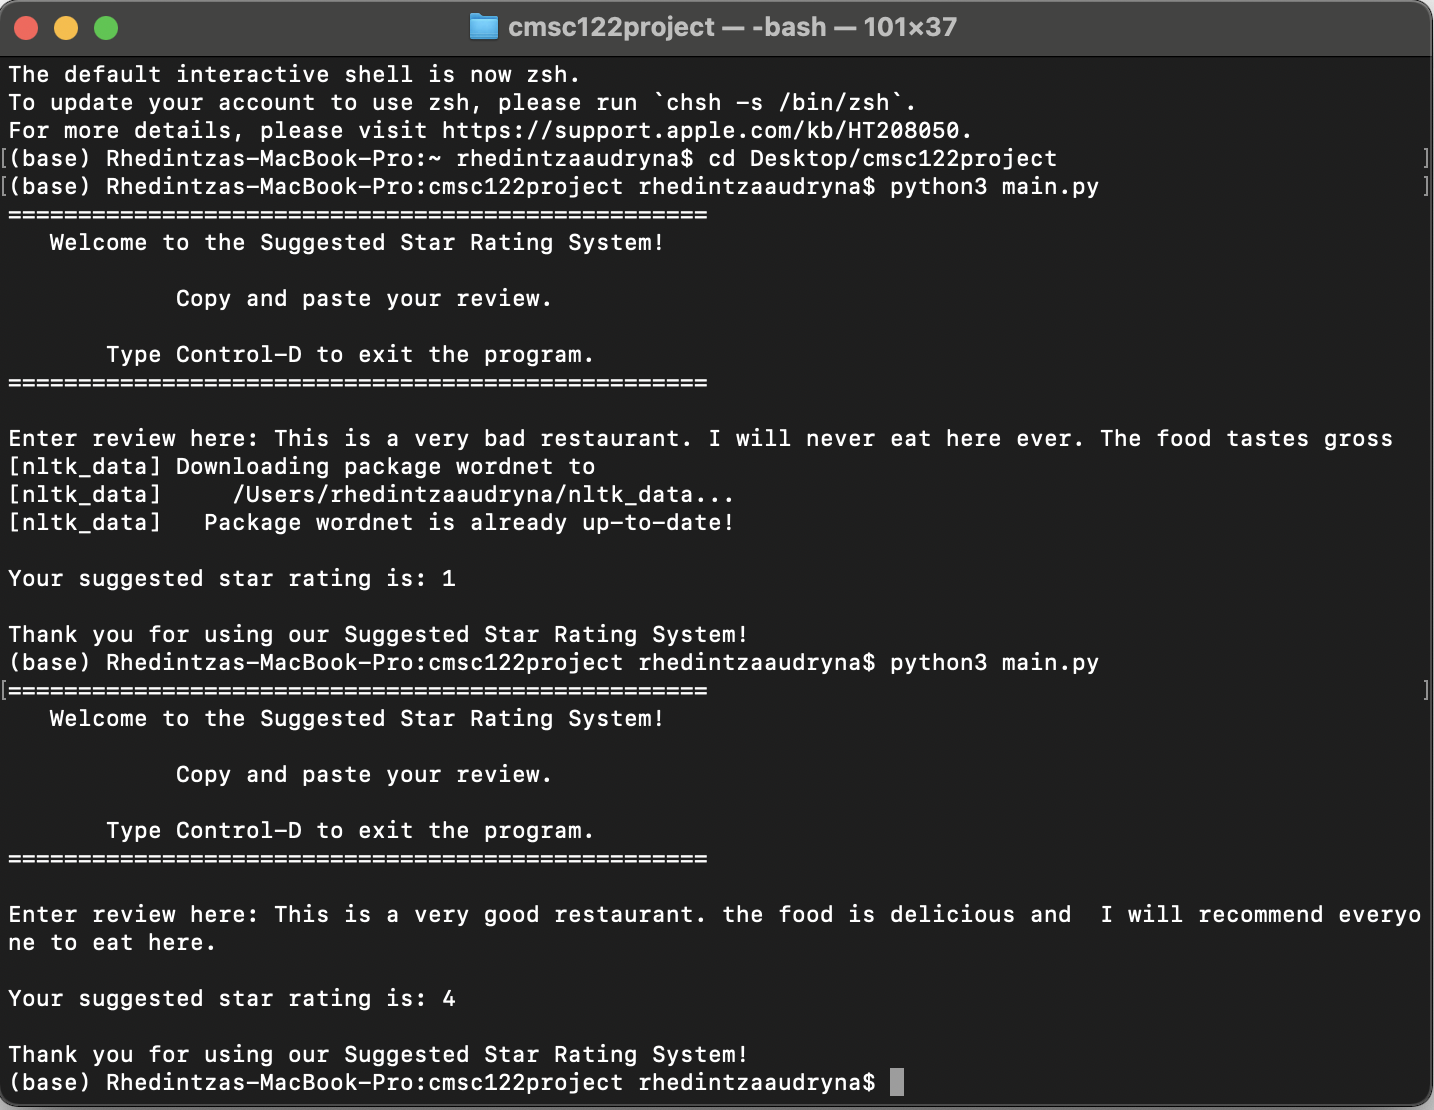 cmsc122project — -bash — 101×37
The default interactive shell is now zsh.
To update your account to use zsh, please run `chsh -s /bin/zsh`.
For more details, please visit https://support.apple.com/kb/HT208050.
[(base) Rhedintzas-MacBook-Pro:~ rhedintzaaudryna$ cd Desktop/cmsc122project ]
[(base) Rhedintzas-MacBook-Pro:cmsc122project rhedintzaaudryna$ python3 main.py ]
==================================================
   Welcome to the Suggested Star Rating System!
            Copy and paste your review.
       Type Control-D to exit the program.
==================================================
Enter review here: This is a very bad restaurant. I will never eat here ever. The food tastes gross
[nltk_data] Downloading package wordnet to
[nltk_data]     /Users/rhedintzaaudryna/nltk_data...
[nltk_data]   Package wordnet is already up-to-date!
Your suggested star rating is: 1
Thank you for using our Suggested Star Rating System!
(base) Rhedintzas-MacBook-Pro:cmsc122project rhedintzaaudryna$ python3 main.py
[================================================== ]
   Welcome to the Suggested Star Rating System!
            Copy and paste your review.
       Type Control-D to exit the program.
==================================================
Enter review here: This is a very good restaurant. the food is delicious and  I will recommend everyo
ne to eat here.
Your suggested star rating is: 4
Thank you for using our Suggested Star Rating System!
(base) Rhedintzas-MacBook-Pro:cmsc122project rhedintzaaudryna$